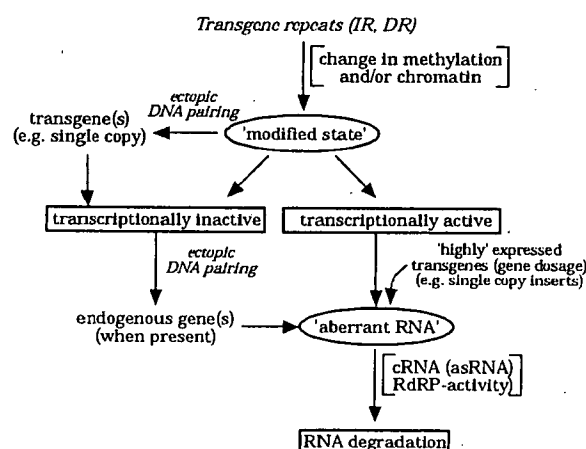 Transgene repeats (IR, DR)
change in methylation
and/or chromatin
ectopic
DNA pairing
transgene(s)
(e.g. single copy)
'modified state'
transcriptionally inactive
transcriptionally active
ectopic
DNA pairing
'highly' expressed
transgenes (gene dosage)
(e.g. single copy inserts)
endogenous gene(s)
(when present)
'aberrant RNA'
cRNA (asRNA)
RdRP-activity
RNA degradation